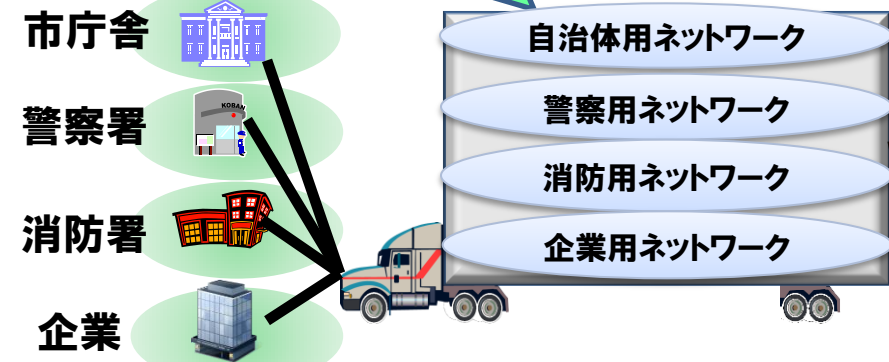 市庁舎
自治体用ネットワーク
KOBAN
警察署
警察用ネットワーク
消防用ネットワーク
消防署
企業用ネットワーク
企業